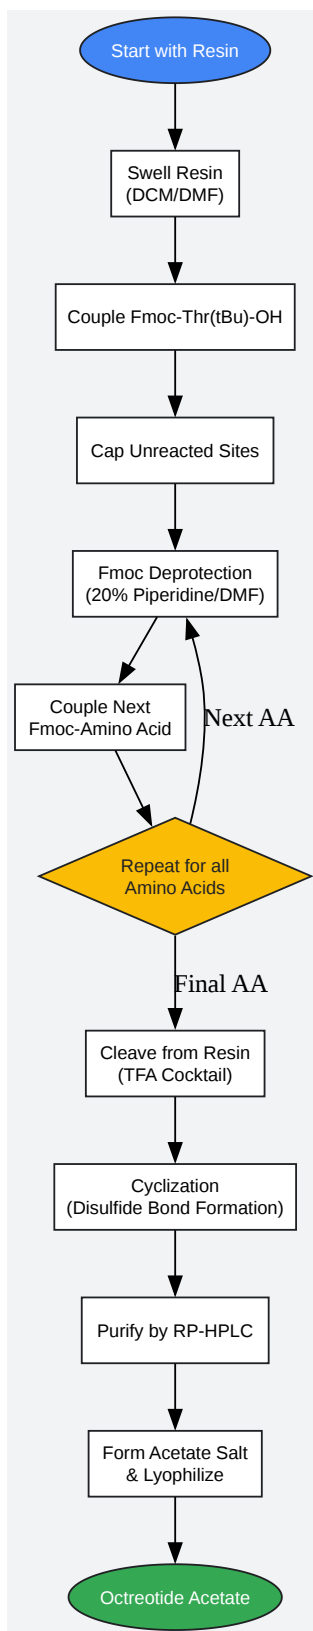 Start with Resin
Swell Resin
(DCM/DMF)
Couple Fmoc-Thr(tBu)-OH
Cap Unreacted Sites
Fmoc Deprotection
(20% Piperidine/DMF)
Couple Next
Fmoc-Amino Acid
Next AA
Repeat for all
Amino Acids
Final AA
Cleave from Resin
(TFA Cocktail)
Cyclization
(Disulfide Bond Formation)
Purify by RP-HPLC
Form Acetate Salt
& Lyophilize
Octreotide Acetate